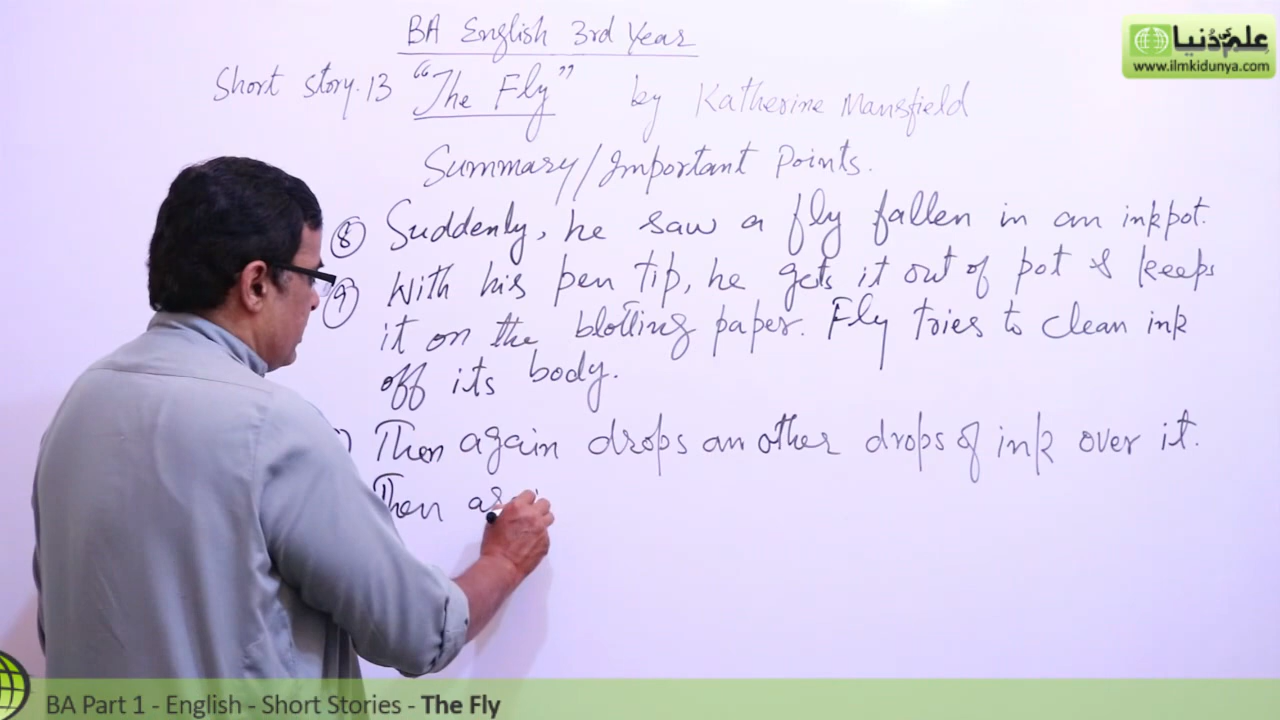 BA English 3rd Year
علم کی دُنیا
www.ilmkidunya.com
Short story.13 "The Fly" by Katherine Mansfield
Summary/Important Points.
8 Suddenly, he saw a fly fallen in an inkpot.
9 With his pen tip, he gets it out of pot & keeps
it on the blotting paper. Fly tries to clean ink
off its body.
) Then again drops another drops of ink over it.
Then
BA Part 1 - English - Short Stories - The Fly